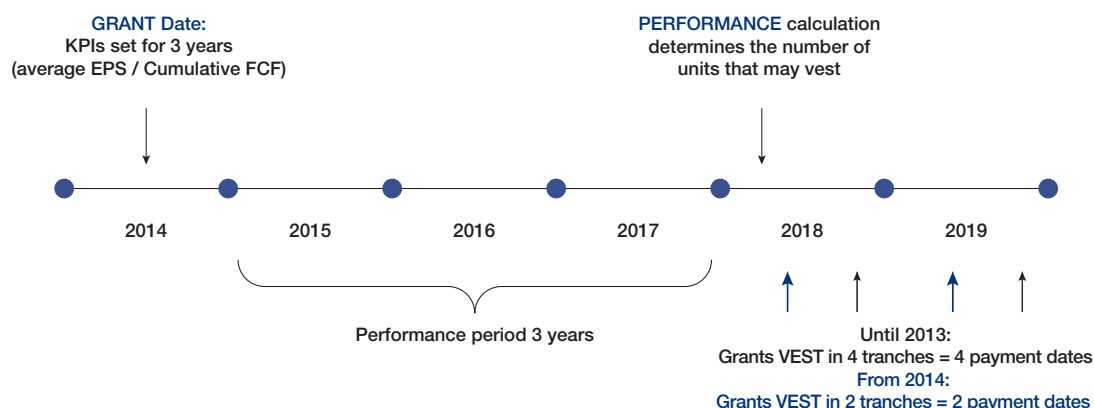 GRANT Date:
KPIs set for 3 years
(average EPS / Cumulative FCF)
PERFORMANCE calculation
determines the number of
units that may vest
2014
2015
2016
2017
2018
2019
Performance period 3 years
Until 2013:
Grants VEST in 4 tranches = 4 payment dates
From 2014:
Grants VEST in 2 tranches = 2 payment dates